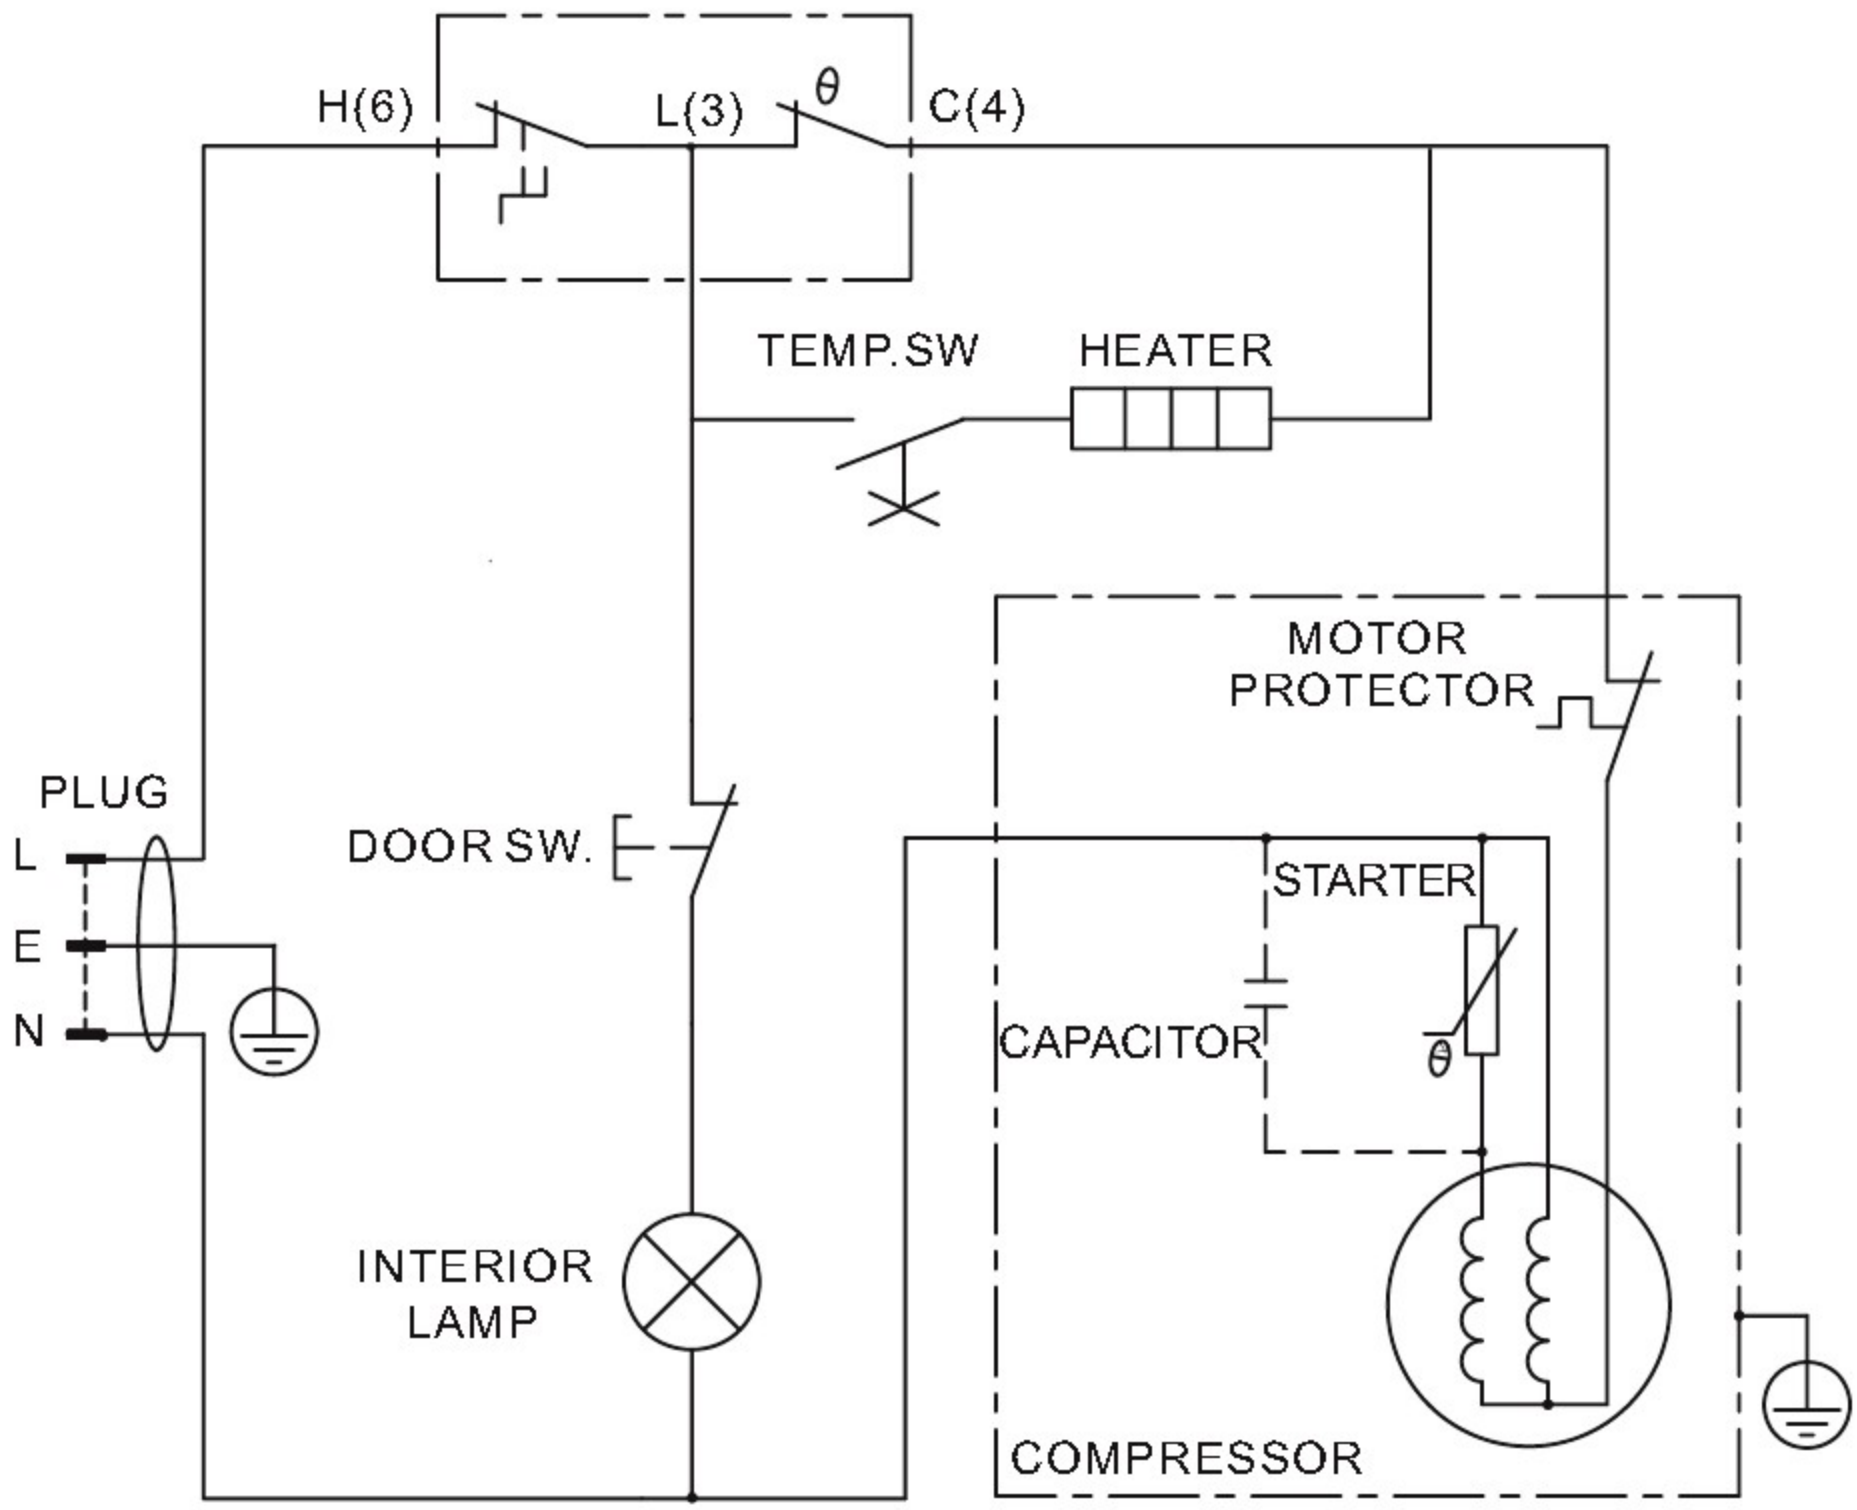 θ
H(6)
L(3)
C(4)
TEMP.SW
HEATER
MOTOR
PROTECTOR
PLUG
L
DOOR SW.
STARTER
E
N
CAPACITOR
θ
INTERIOR
LAMP
COMPRESSOR